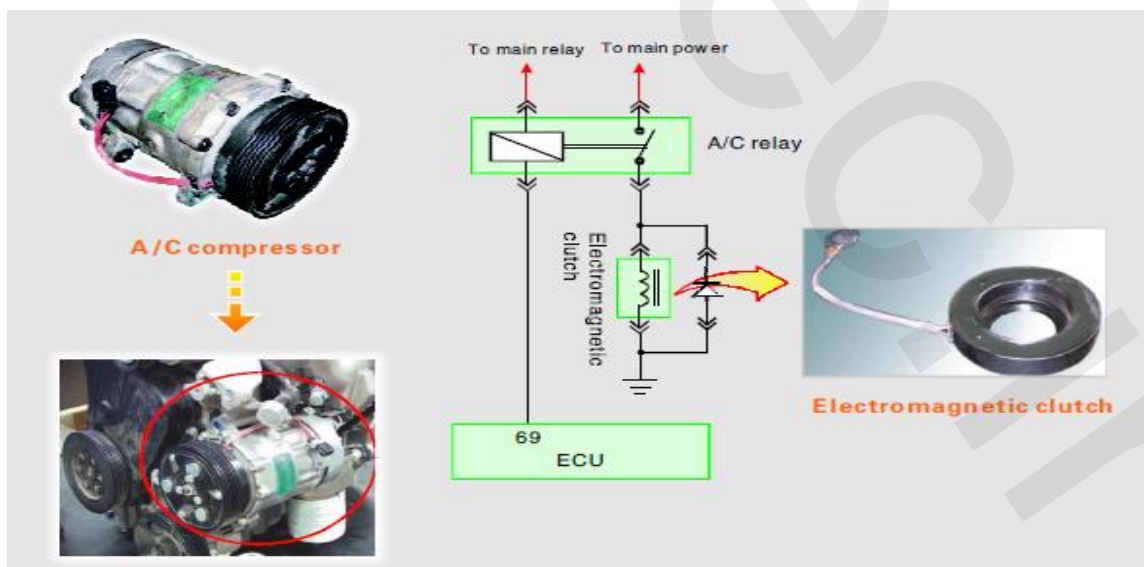 To main relay To main power
A/C relay
A/C compressor
Electromagnetic
clutch
Electromagnetic clutch
69
ECU